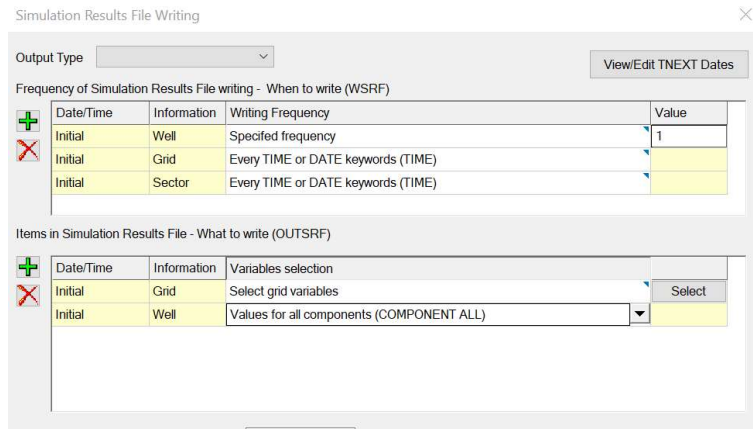 Simulation Results File Writing
Output Type
View/Edit TNEXT Dates
Frequency of Simulation Results File writing - When to write (WSRF)
Date/Time Information Writing Frequency Value
Initial Well Specifed frequency 1
Initial Grid Every TIME or DATE keywords (TIME)
Initial Sector Every TIME or DATE keywords (TIME)
Items in Simulation Results File - What to write (OUTSRF)
Date/Time Information Variables selection
Initial Grid Select grid variables Select
Initial Well Values for all components (COMPONENT ALL)